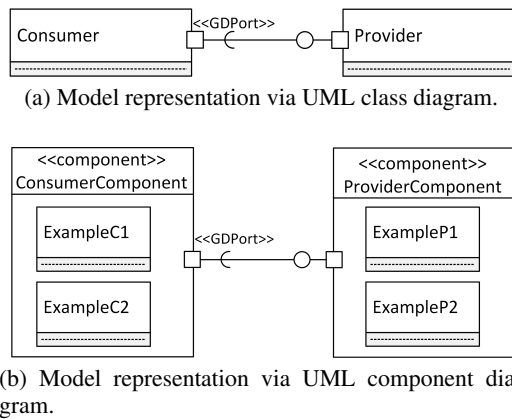 <<GDPort>>
Consumer
Provider
(a) Model representation via UML class diagram.
<<component>>
ConsumerComponent
<<component>>
ProviderComponent
ExampleC1
<<GDPort>>
ExampleP1
ExampleC2
ExampleP2
(b) Model representation via UML component dia
gram.